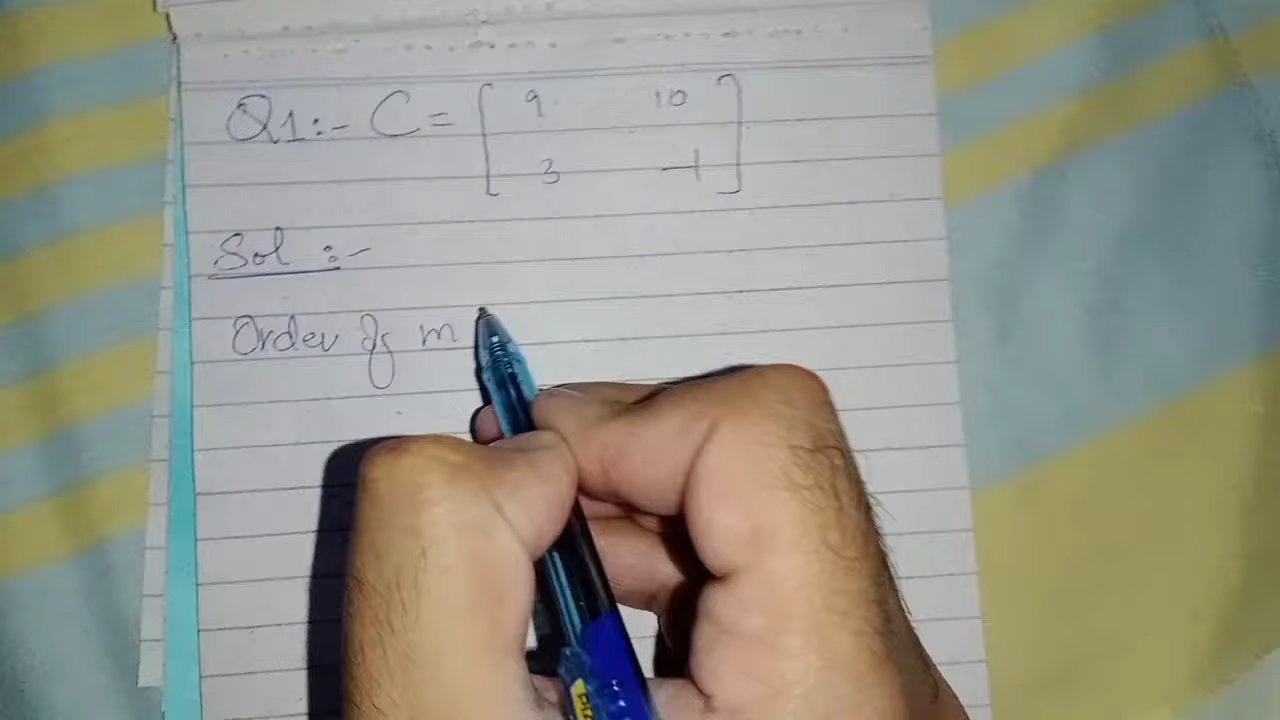 Q1:- C = [ 9 10
3 -1 ]
Sol :-
Order of m